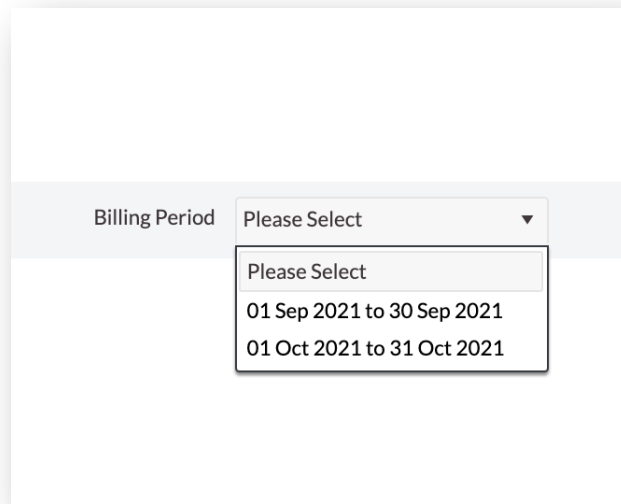 Billing Period Please Select
Please Select
01 Sep 2021 to 30 Sep 2021
01 Oct 2021 to 31 Oct 2021